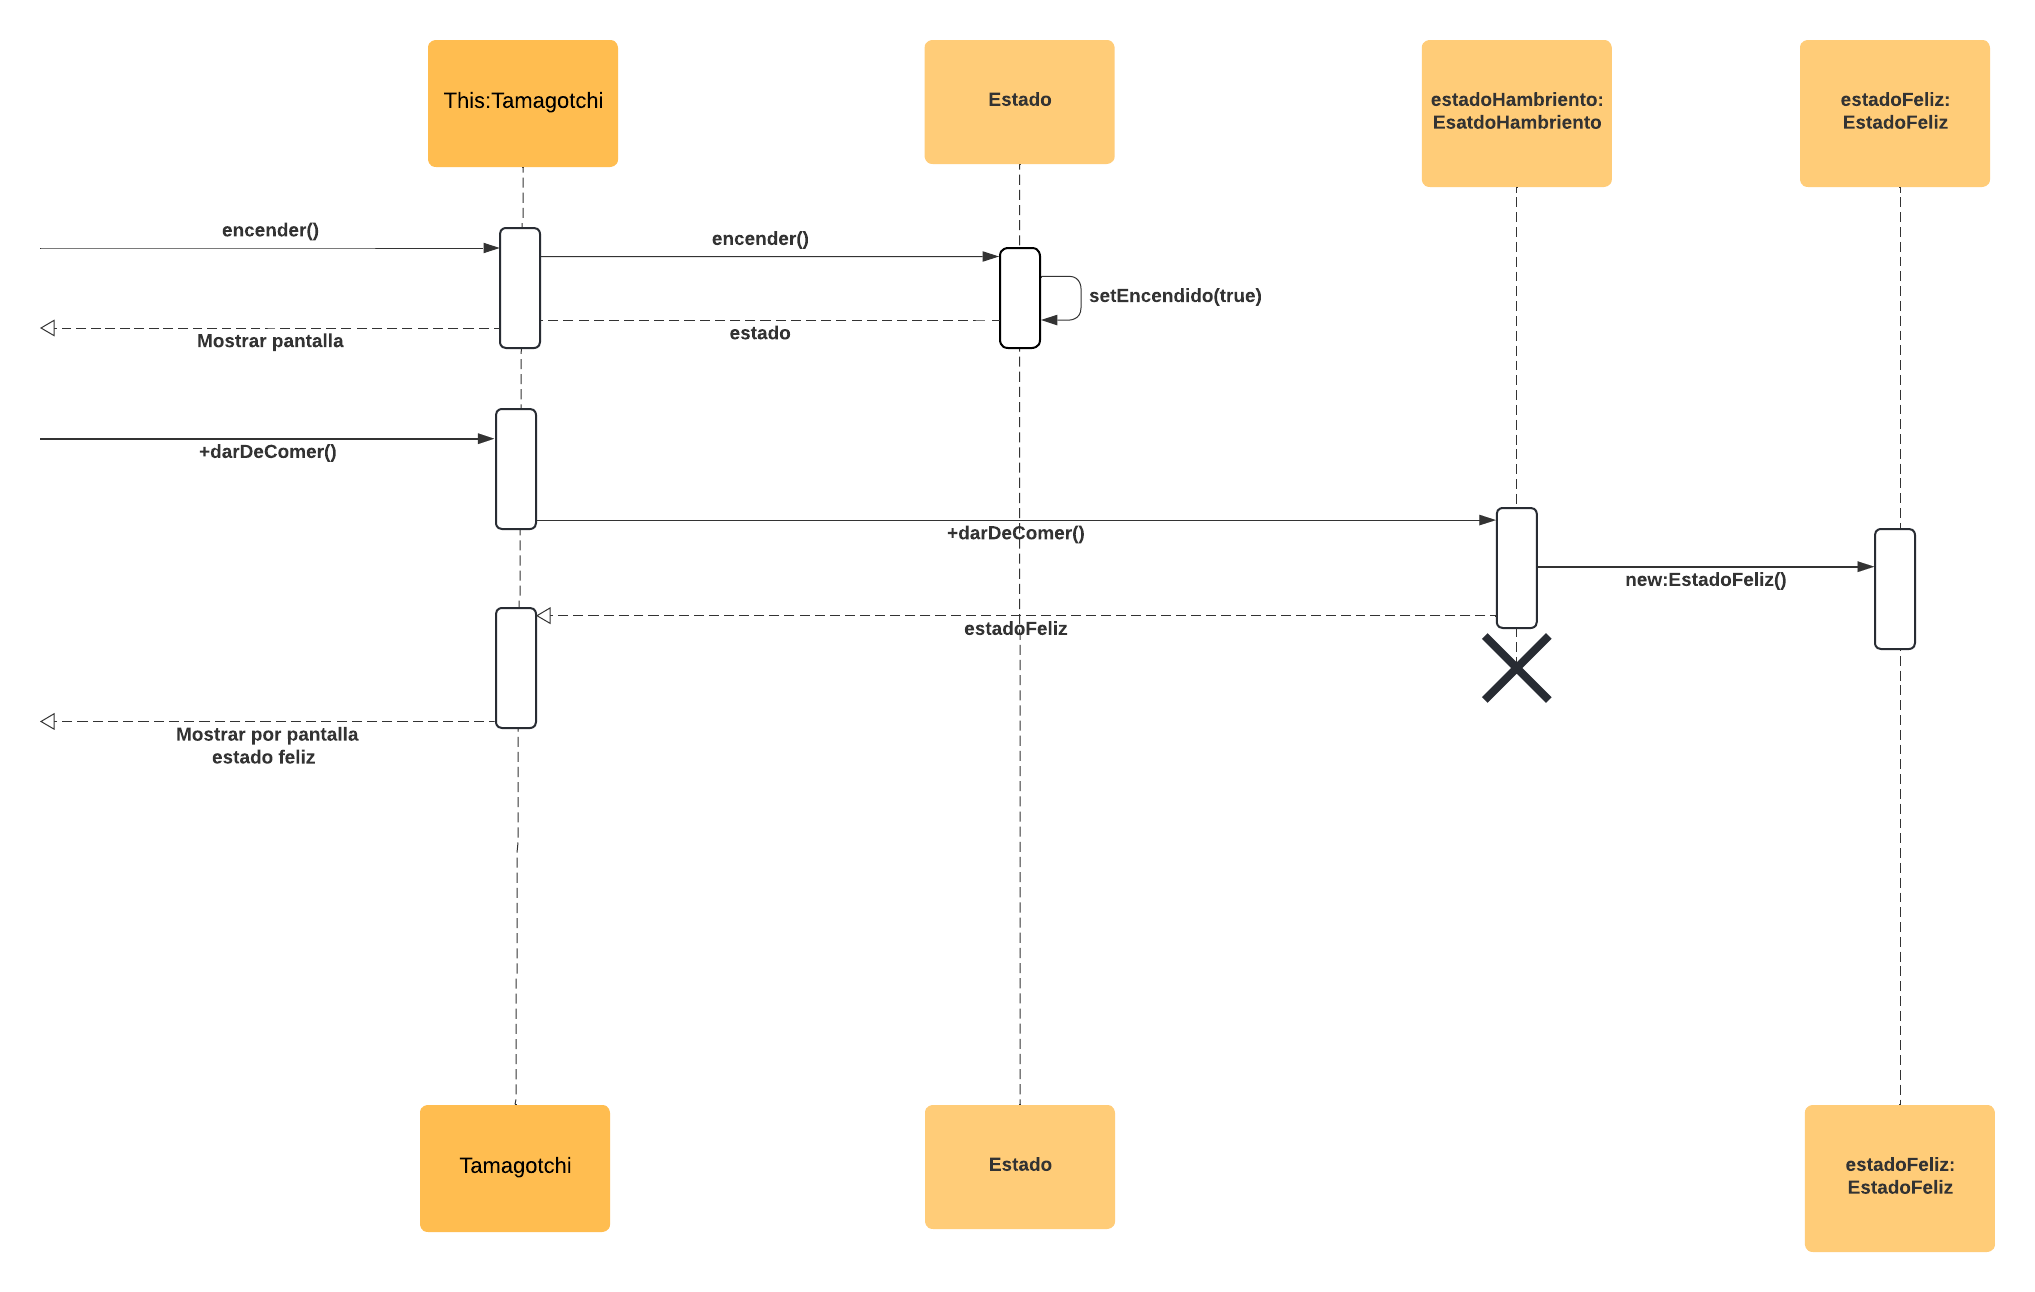 This:Tamagotchi
Estado
estadoHambriento:
EsatdoHambriento
estadoFeliz:
EstadoFeliz
encender()
encender()
setEncendido(true)
estado
Mostrar pantalla
+darDeComer()
+darDeComer()
new:EstadoFeliz()
estadoFeliz
Mostrar por pantalla
estado feliz
Tamagotchi
Estado
estadoFeliz:
EstadoFeliz